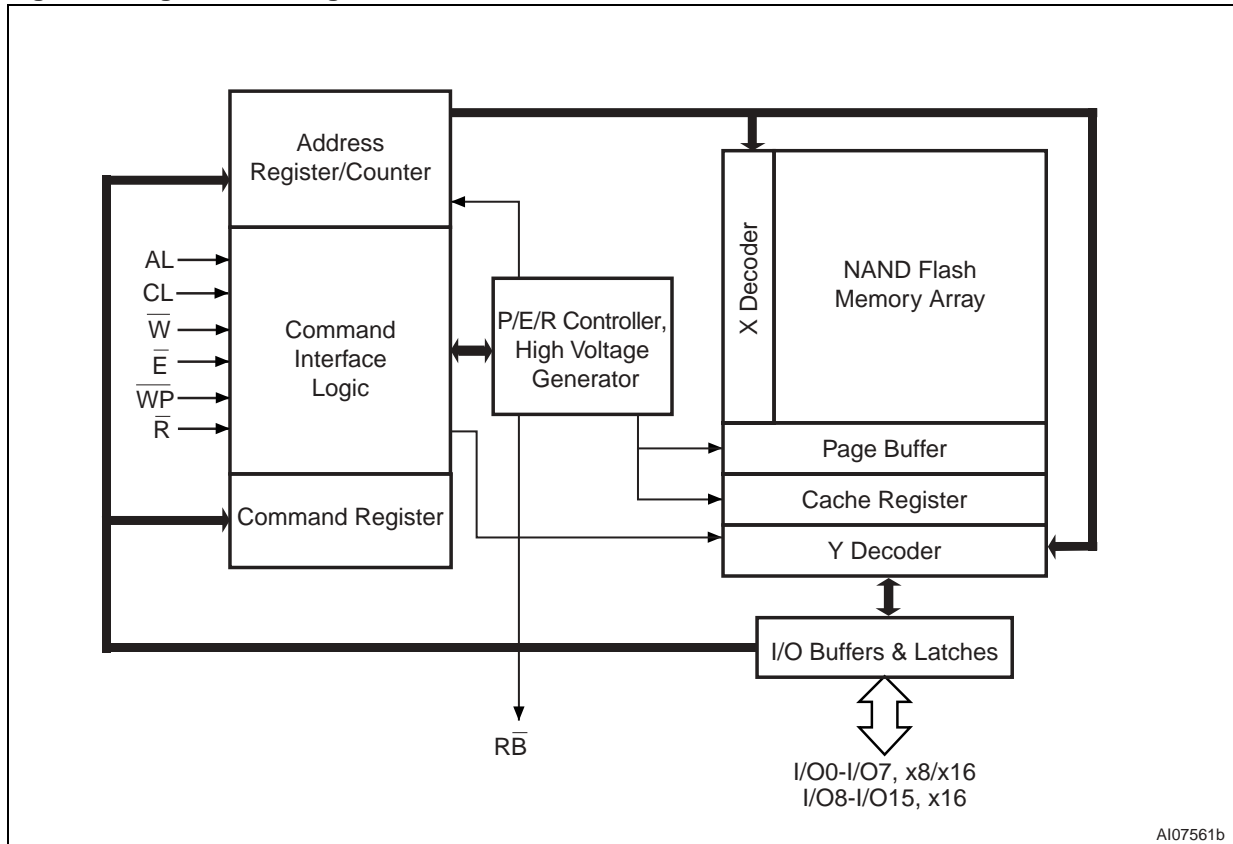 Address
Register/Counter
AL
CL
W̅
E̅
W̅P̅
R̅
Command
Interface
Logic
Command Register
P/E/R Controller,
High Voltage
Generator
RB̅
X Decoder
NAND Flash
Memory Array
Page Buffer
Cache Register
Y Decoder
I/O Buffers & Latches
I/O0-I/O7, x8/x16
I/O8-I/O15, x16
AI07561b